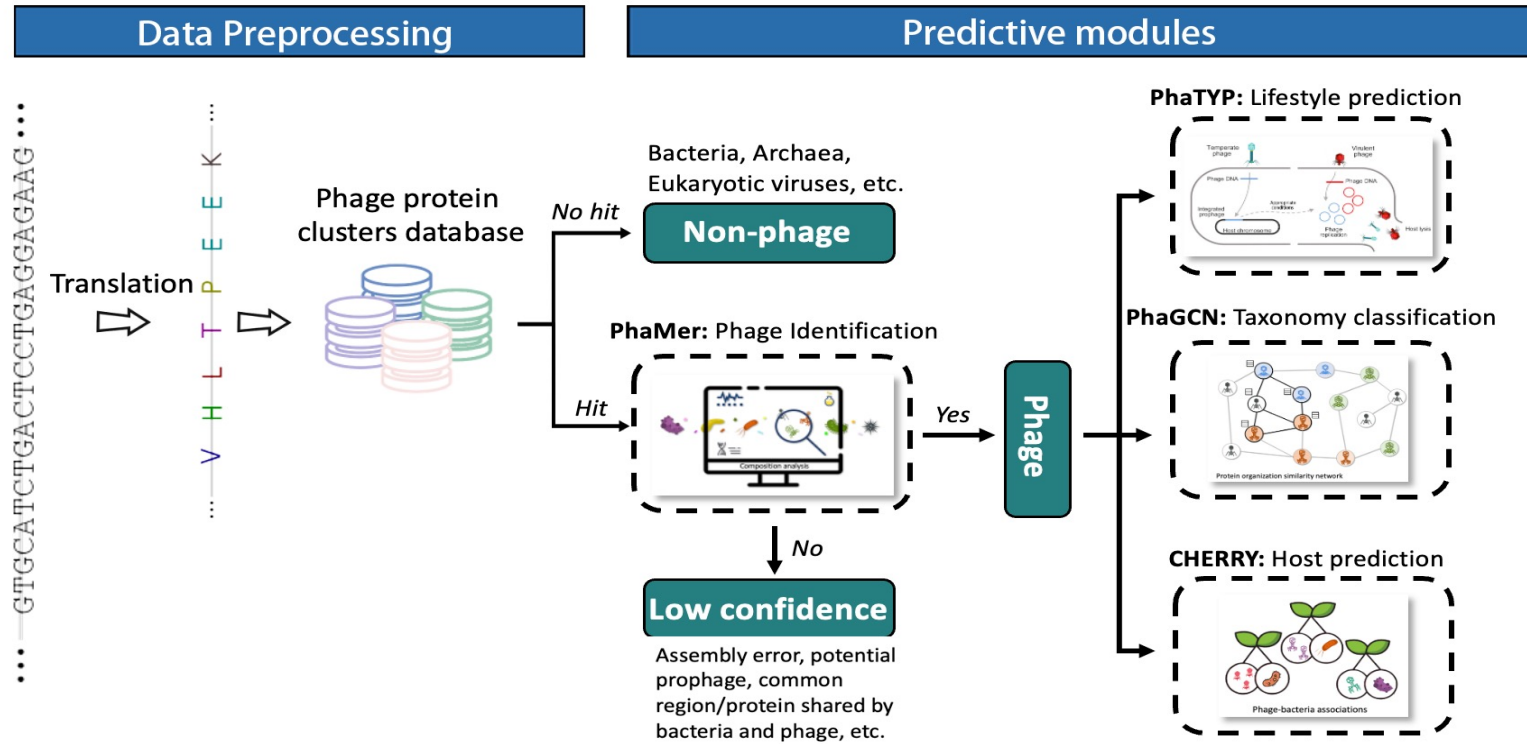 Data Preprocessing
Predictive modules
... GTGCATCTGACTCCTGAGGAGAAG ...
Translation
... V H L T P E E K ...
Phage protein
clusters database
No hit
Hit
Bacteria, Archaea,
Eukaryotic viruses, etc.
Non-phage
PhaMer: Phage Identification
Composition analysis
Yes
No
Low confidence
Assembly error, potential
prophage, common
region/protein shared by
bacteria and phage, etc.
Phage
PhaTYP: Lifestyle prediction
Temperate
phage
Virulent
phage
Phage DNA
Phage DNA
Integrated
prophage
Appropriate
conditions
Host chromosome
Phage
replication
Host lysis
PhaGCN: Taxonomy classification
Protein organization similarity network
CHERRY: Host prediction
Phage-bacteria associations